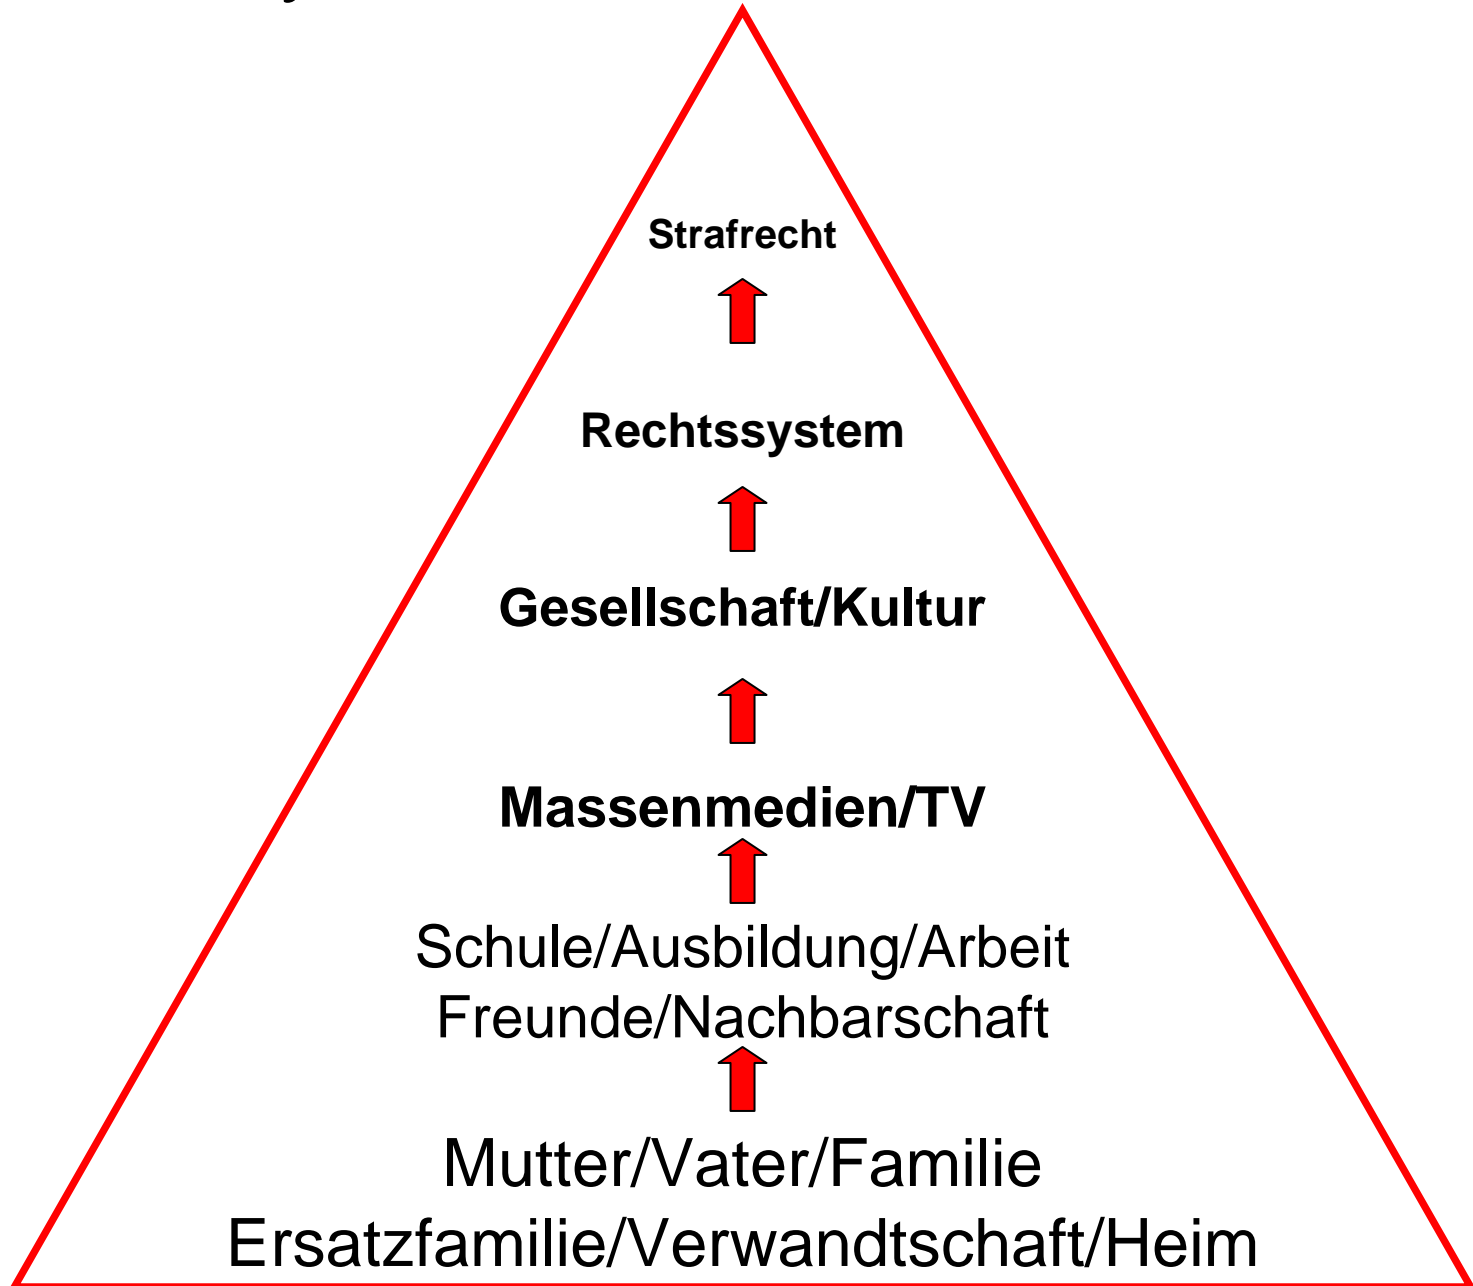 Strafrecht
Rechtssystem
Gesellschaft/Kultur
Massenmedien/TV
Schule/Ausbildung/Arbeit
Freunde/Nachbarschaft
Mutter/Vater/Familie
Ersatzfamilie/Verwandtschaft/Heim